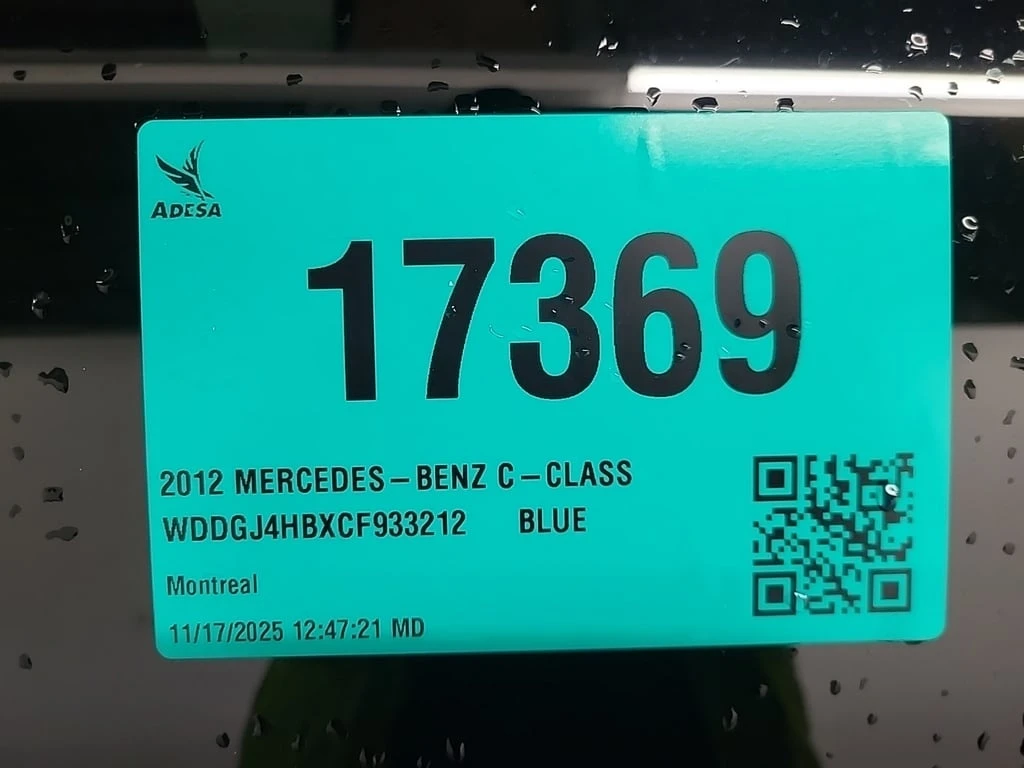 ADESA
17369
2012 MERCEDES-BENZ C-CLASS
WDDGJ4HBXCF933212 BLUE
Montreal
11/17/2025 12:47:21 MD